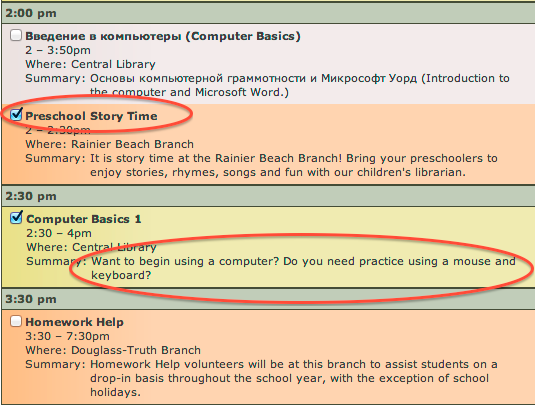 2:00 pm
Введение в компьютеры (Computer Basics)
2 – 3:50pm
Where: Central Library
Summary: Основы компьютерной граммотности и Микрософт Уорд (Introduction to
the computer and Microsoft Word.)
Preschool Story Time
2 – 2:30pm
Where: Rainier Beach Branch
Summary: It is story time at the Rainier Beach Branch! Bring your preschoolers to
enjoy stories, rhymes, songs and fun with our children's librarian.
2:30 pm
Computer Basics 1
2:30 – 4pm
Where: Central Library
Summary: Want to begin using a computer? Do you need practice using a mouse and
keyboard?
3:30 pm
Homework Help
3:30 – 7:30pm
Where: Douglass-Truth Branch
Summary: Homework Help volunteers will be at this branch to assist students on a
drop-in basis throughout the school year, with the exception of school
holidays.